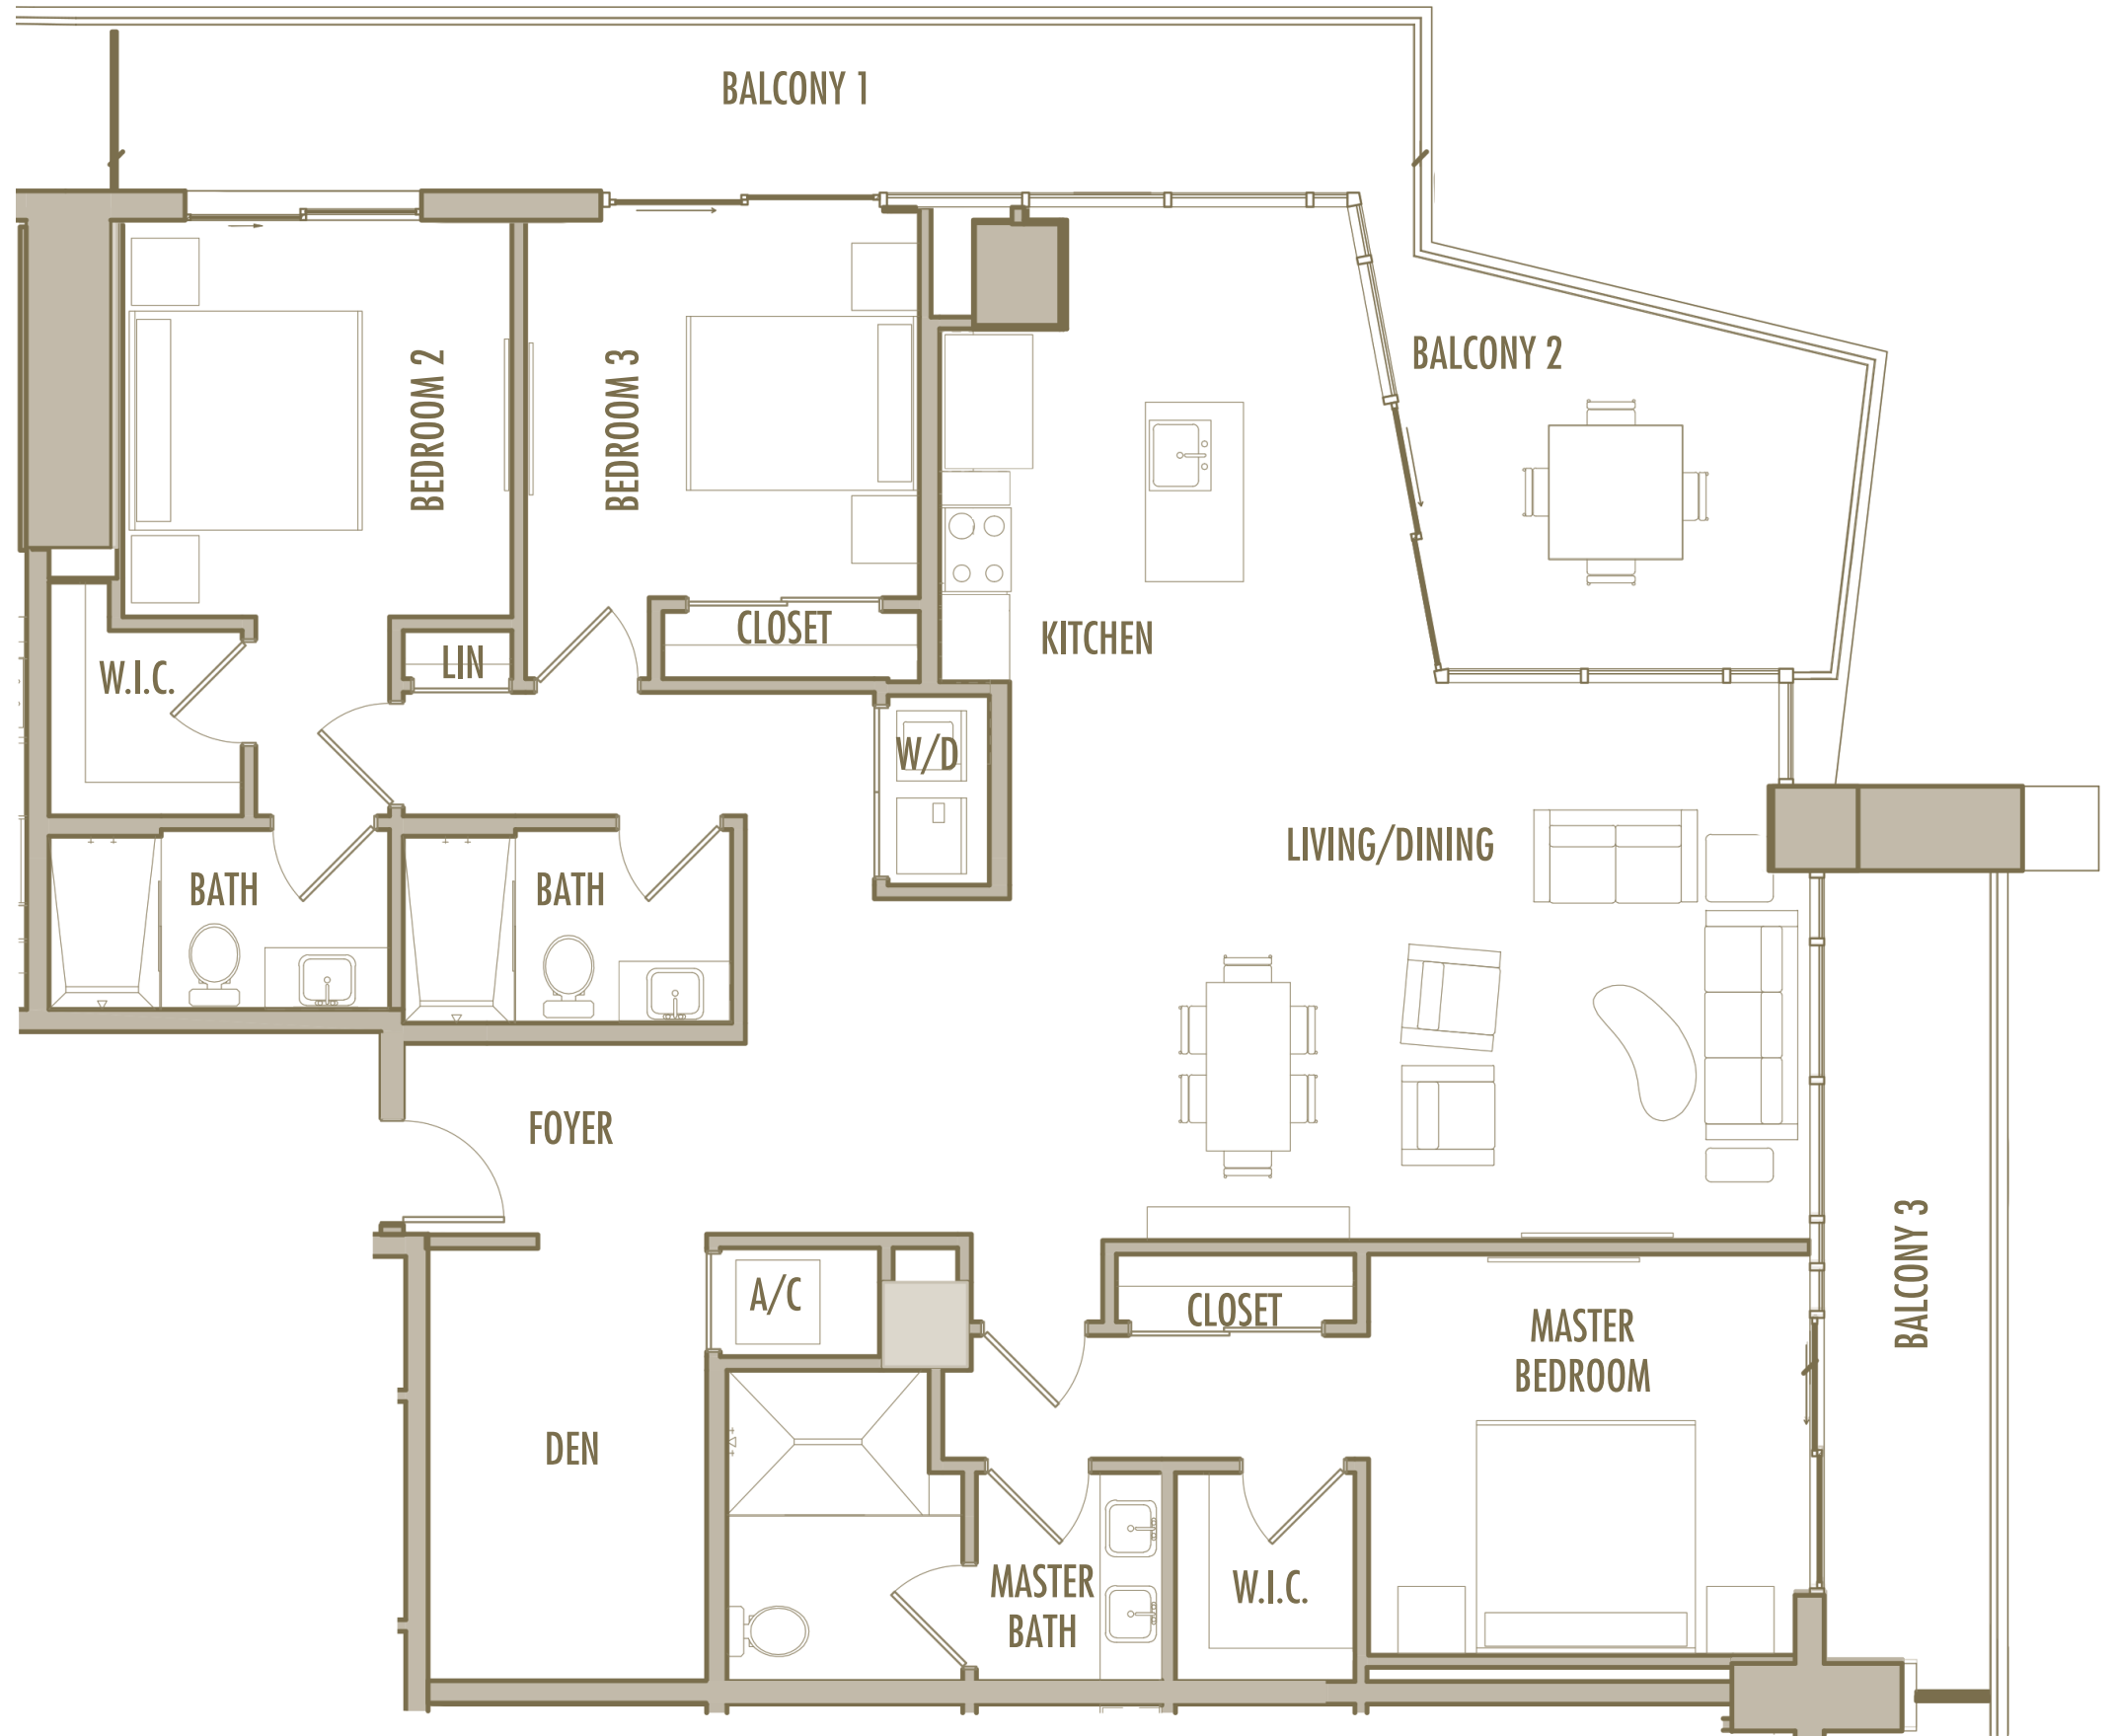 BALCONY 1
BALCONY 2
BEDROOM 2
BEDROOM 3
CLOSET
KITCHEN
LIN
W.I.C.
W/D
LIVING/DINING
BATH
BATH
FOYER
BALCONY 3
A/C
CLOSET
MASTER
BEDROOM
DEN
MASTER
BATH
W.I.C.